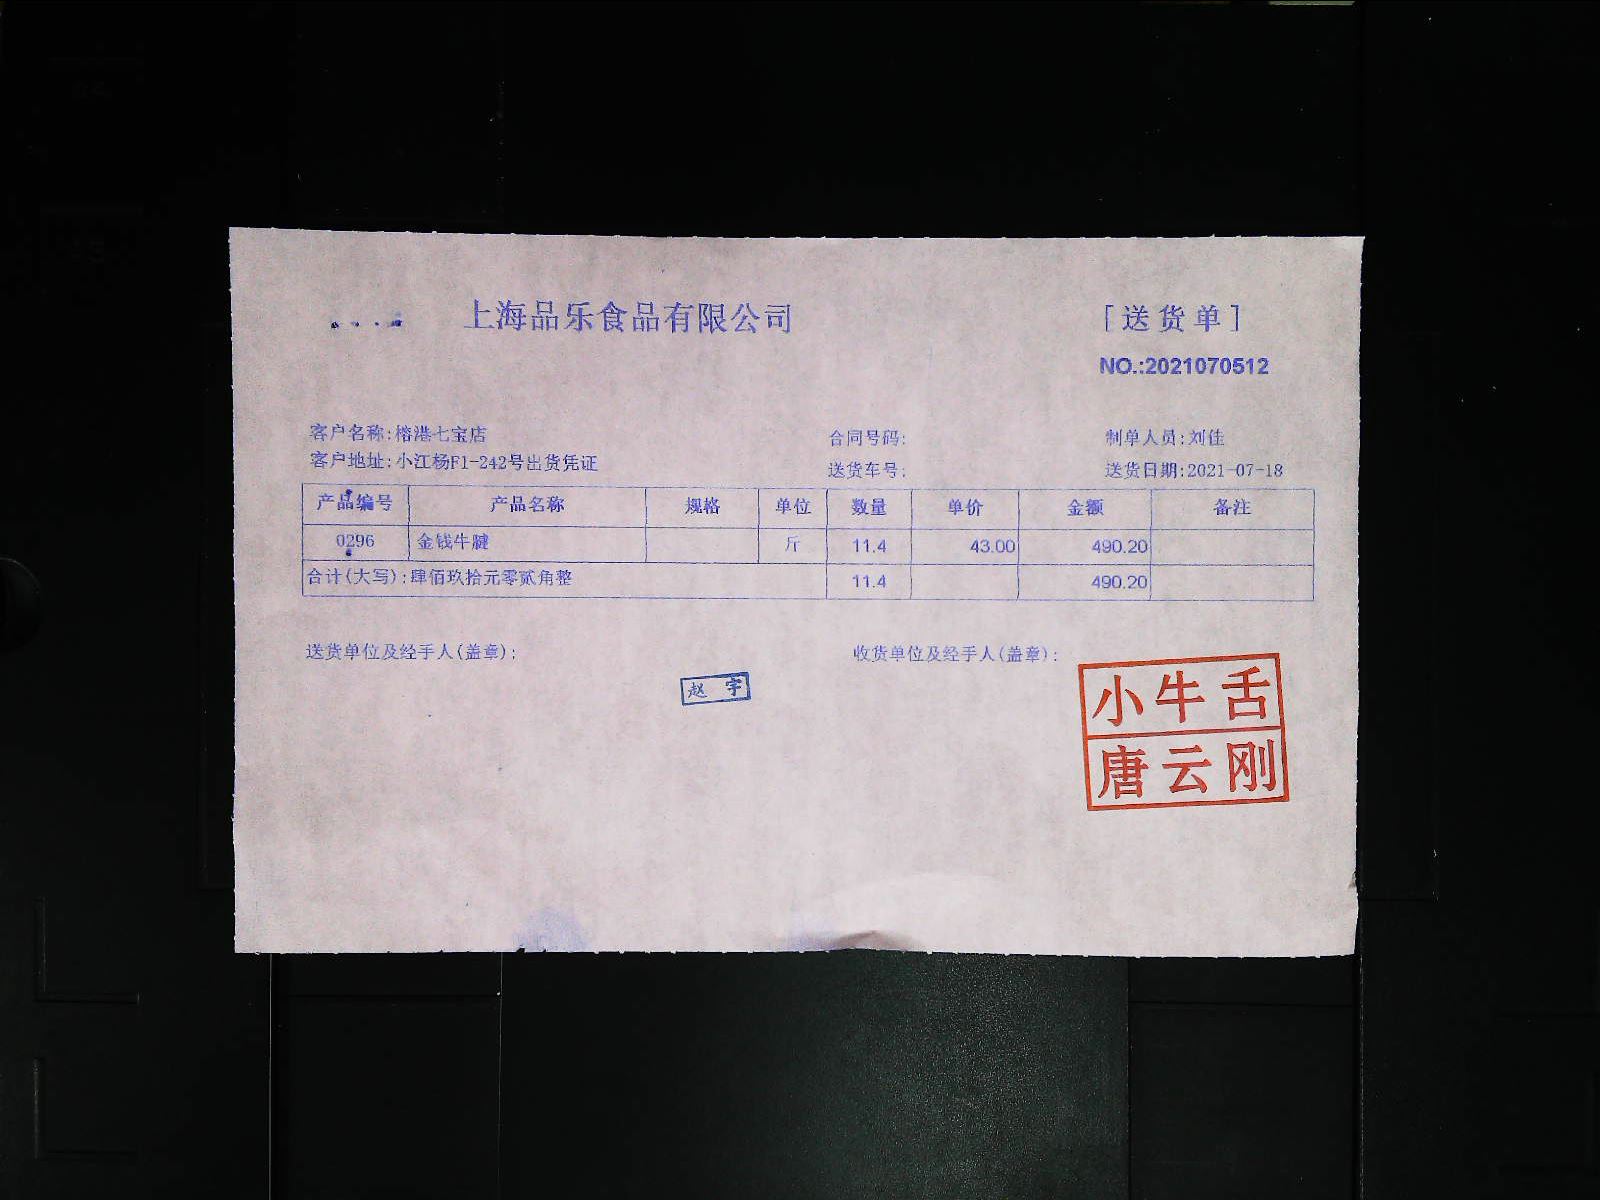 上海品乐食品有限公司 [送货单]
NO.:2021070512
客户名称:榕港七宝店 合同号码: 制单人员:刘佳
客户地址:小江杨F1-242号出货凭证 送货车号: 送货日期:2021-07-18
产品编号 产品名称 规格 单位 数量 单价 金额 备注
0296 金钱牛腱 斤 11.4 43.00 490.20
合计(大写):肆佰玖拾元零贰角整 11.4 490.20
送货单位及经手人(盖章): 收货单位及经手人(盖章):
赵宇
小牛舌
唐云刚